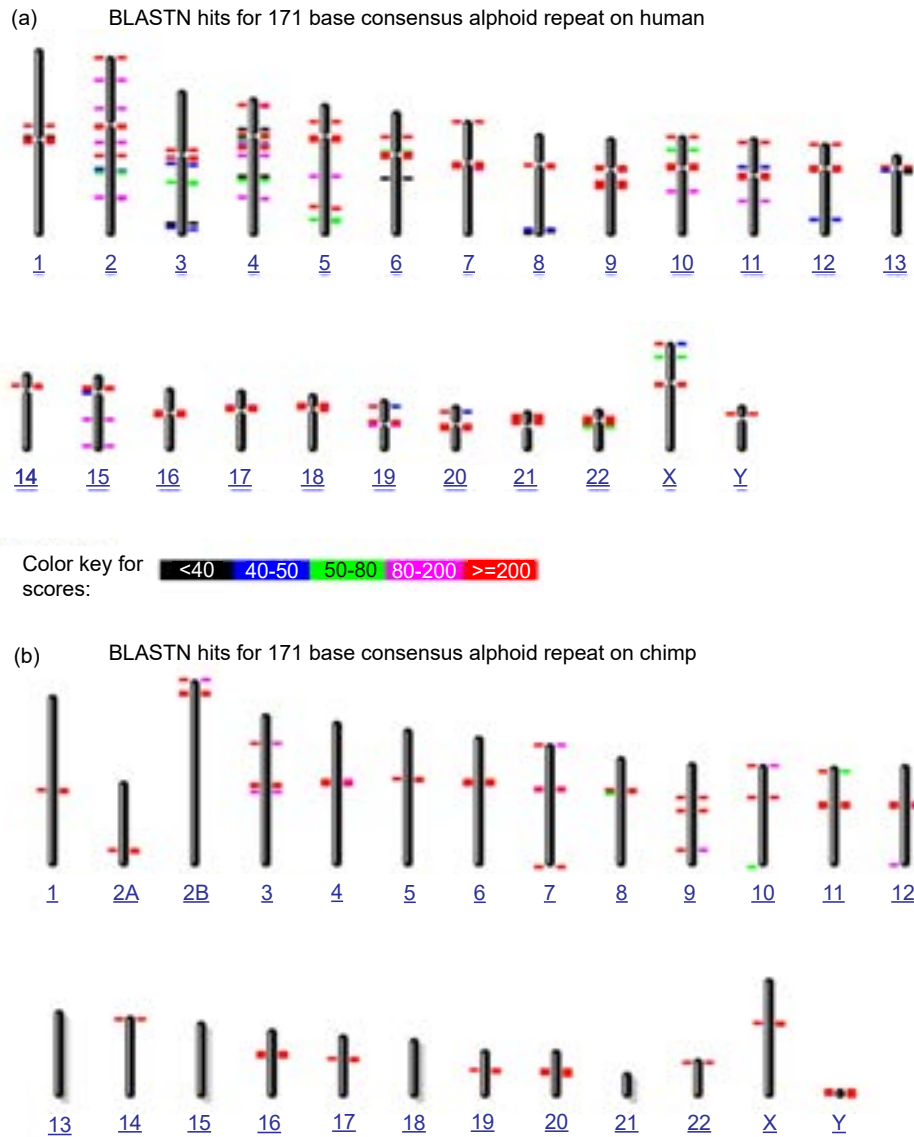 (a) BLASTN hits for 171 base consensus alphoid repeat on human
1 2 3 4 5 6 7 8 9 10 11 12 13
14 15 16 17 18 19 20 21 22 X Y
Color key for scores:
<40 40-50 50-80 80-200 >=200
(b) BLASTN hits for 171 base consensus alphoid repeat on chimp
1 2A 2B 3 4 5 6 7 8 9 10 11 12
13 14 15 16 17 18 19 20 21 22 X Y